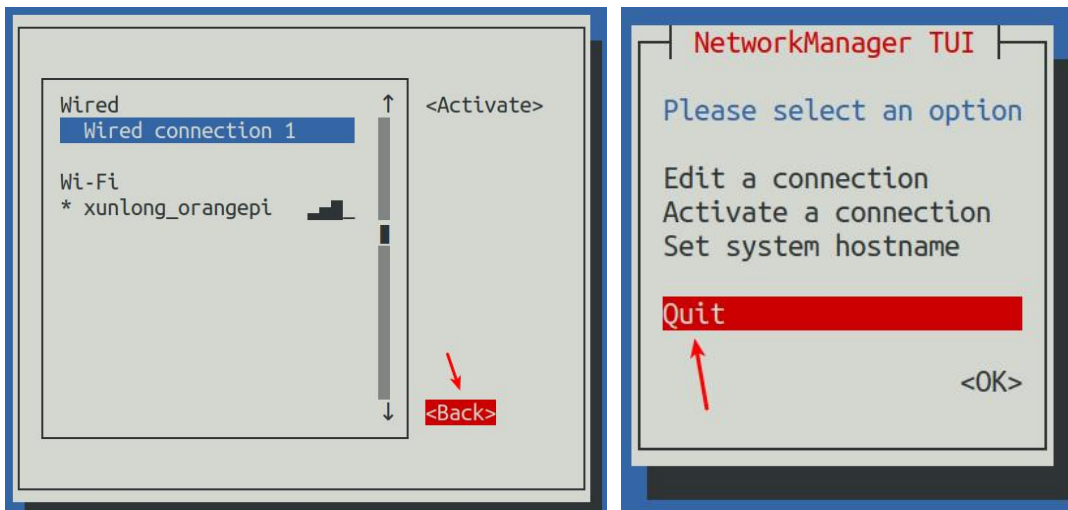 Wired
Wired connection 1
Wi-Fi
* xunlong_orangepi
<Activate>
<Back>
NetworkManager TUI
Please select an option
Edit a connection
Activate a connection
Set system hostname
Quit
<OK>